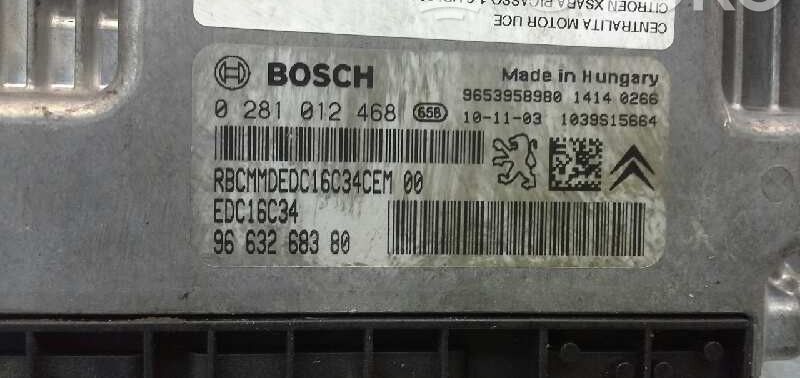 CENTRALITA MOTOR UCE
CITROEN XSARA PICASSO
BOSCH
Made in Hungary
0 281 012 468 65B
9653958980 1414 0266
10-11-03 1039S15664
RBCMMDEDC16C34CEM 00
EDC16C34
96 632 683 80